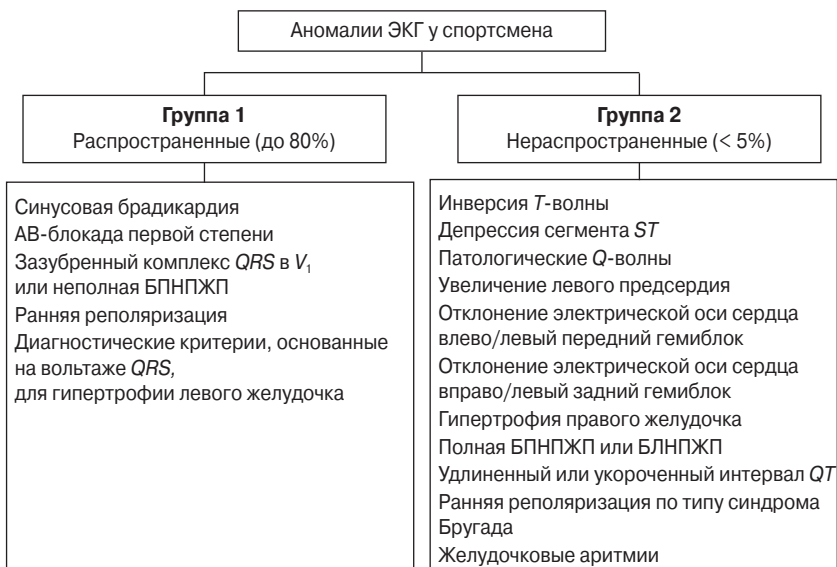 Аномалии ЭКГ у спортсмена
Группа 1
Распространенные (до 80%)
Группа 2
Нераспространенные (< 5%)
Синусовая брадикардия
АВ-блокада первой степени
Зазубренный комплекс QRS в V₁
или неполная БПНПЖП
Ранняя реполяризация
Диагностические критерии, основанные
на вольтаже QRS,
для гипертрофии левого желудочка
Инверсия T-волны
Депрессия сегмента ST
Патологические Q-волны
Увеличение левого предсердия
Отклонение электрической оси сердца
влево/левый передний гемиблок
Отклонение электрической оси сердца
вправо/левый задний гемиблок
Гипертрофия правого желудочка
Полная БПНПЖП или БЛНПЖП
Удлиненный или укороченный интервал QT
Ранняя реполяризация по типу синдрома
Бругада
Желудочковые аритмии